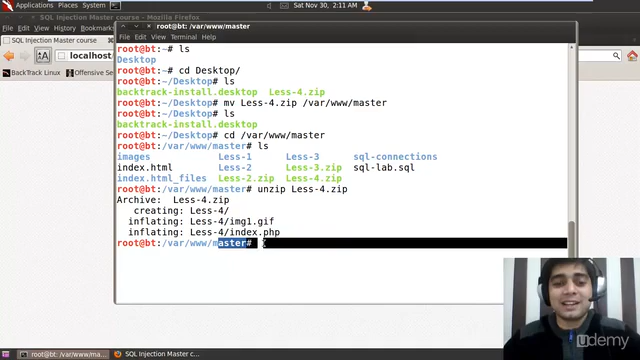 Applications Places System
Sat Nov 30, 2:11 AM
SQL Injection Master course - Mozilla Firefox
File Edit View History Bookmarks
SQL Injection Master course
localhost
BackTrack Linux Offensive
root@bt: /var/www/master
File Edit View Terminal Help
root@bt:~# ls
Desktop
root@bt:~# cd Desktop/
root@bt:~/Desktop# ls
backtrack-install.desktop Less-4.zip
root@bt:~/Desktop# mv Less-4.zip /var/www/master
root@bt:~/Desktop# ls
backtrack-install.desktop
root@bt:~/Desktop# cd /var/www/master
root@bt:/var/www/master# ls
images Less-1 Less-3 sql-connections
index.html Less-2 Less-3.zip sql-lab.sql
index.html_files Less-2.zip Less-4.zip
root@bt:/var/www/master# unzip Less-4.zip
Archive: Less-4.zip
creating: Less-4/
inflating: Less-4/img1.gif
inflating: Less-4/index.php
root@bt:/var/www/master#
udemy
root@bt: /var/www/ma...
SQL Injection Master c...